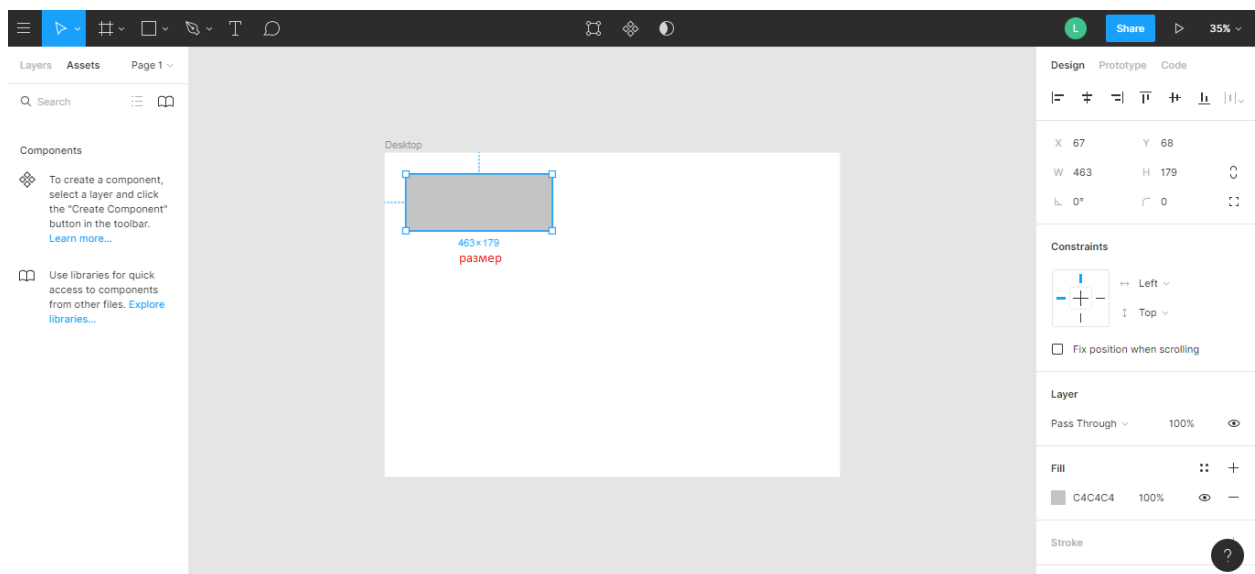 L
Share
35%
Layers
Assets
Page 1
Search
Components
To create a component,
select a layer and click
the "Create Component"
button in the toolbar.
Learn more...
Use libraries for quick
access to components
from other files. Explore
libraries...
Desktop
463×179
размер
Design
Prototype
Code
X 67
Y 68
W 463
H 179
0°
0
Constraints
Left
Top
Fix position when scrolling
Layer
Pass Through
100%
Fill
C4C4C4
100%
Stroke
?